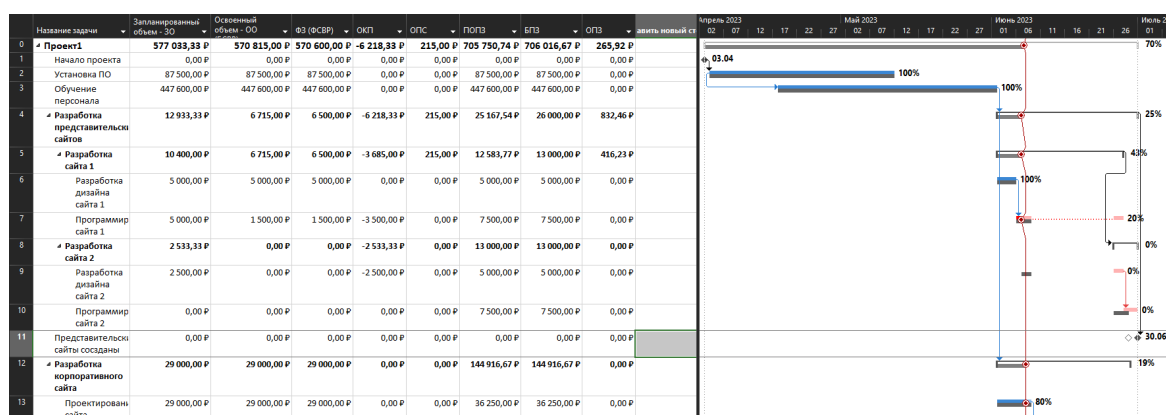 Апрель 2023 Май 2023 Июнь 2023 Июль 2
Название задачи Запланированный объем - ЗО Освоенный объем - ОО ФЗ (ФСВР) ОКП ОПС ПОПЗ БПЗ ОПЗ авить новый ст
02 07 12 17 22 27 02 07 12 17 22 27 01 06 11 16 21 26 01
0 Проект1 577 033,33 ₽ 570 815,00 ₽ 570 600,00 ₽ -6 218,33 ₽ 215,00 ₽ 705 750,74 ₽ 706 016,67 ₽ 265,92 ₽ 70%
1 Начало проекта 0,00 ₽ 0,00 ₽ 0,00 ₽ 0,00 ₽ 0,00 ₽ 0,00 ₽ 0,00 ₽ 0,00 ₽ 03.04
2 Установка ПО 87 500,00 ₽ 87 500,00 ₽ 87 500,00 ₽ 0,00 ₽ 0,00 ₽ 87 500,00 ₽ 87 500,00 ₽ 0,00 ₽ 100%
3 Обучение 447 600,00 ₽ 447 600,00 ₽ 447 600,00 ₽ 0,00 ₽ 0,00 ₽ 447 600,00 ₽ 447 600,00 ₽ 0,00 ₽ 100%
персонала
4 Разработка 12 933,33 ₽ 6 715,00 ₽ 6 500,00 ₽ -6 218,33 ₽ 215,00 ₽ 25 167,54 ₽ 26 000,00 ₽ 832,46 ₽ 25%
представительски
сайтов
5 Разработка 10 400,00 ₽ 6 715,00 ₽ 6 500,00 ₽ -3 685,00 ₽ 215,00 ₽ 12 583,77 ₽ 13 000,00 ₽ 416,23 ₽ 43%
сайта 1
6 Разработка 5 000,00 ₽ 5 000,00 ₽ 5 000,00 ₽ 0,00 ₽ 0,00 ₽ 5 000,00 ₽ 5 000,00 ₽ 0,00 ₽ 100%
дизайна
сайта 1
7 Программир 5 000,00 ₽ 1 500,00 ₽ 1 500,00 ₽ -3 500,00 ₽ 0,00 ₽ 7 500,00 ₽ 7 500,00 ₽ 0,00 ₽ 20%
сайта 1
8 Разработка 2 533,33 ₽ 0,00 ₽ 0,00 ₽ -2 533,33 ₽ 0,00 ₽ 13 000,00 ₽ 13 000,00 ₽ 0,00 ₽ 0%
сайта 2
9 Разработка 2 500,00 ₽ 0,00 ₽ 0,00 ₽ -2 500,00 ₽ 0,00 ₽ 5 000,00 ₽ 5 000,00 ₽ 0,00 ₽ 0%
дизайна
сайта 2
10 Программир 0,00 ₽ 0,00 ₽ 0,00 ₽ 0,00 ₽ 0,00 ₽ 7 500,00 ₽ 7 500,00 ₽ 0,00 ₽ 0%
сайта 2
11 Представительски 0,00 ₽ 0,00 ₽ 0,00 ₽ 0,00 ₽ 0,00 ₽ 0,00 ₽ 0,00 ₽ 0,00 ₽ 30.06
сайты сосзданы
12 Разработка 29 000,00 ₽ 29 000,00 ₽ 29 000,00 ₽ 0,00 ₽ 0,00 ₽ 144 916,67 ₽ 144 916,67 ₽ 0,00 ₽ 19%
корпоративного
сайта
13 Проектировани 29 000,00 ₽ 29 000,00 ₽ 29 000,00 ₽ 0,00 ₽ 0,00 ₽ 36 250,00 ₽ 36 250,00 ₽ 0,00 ₽ 80%